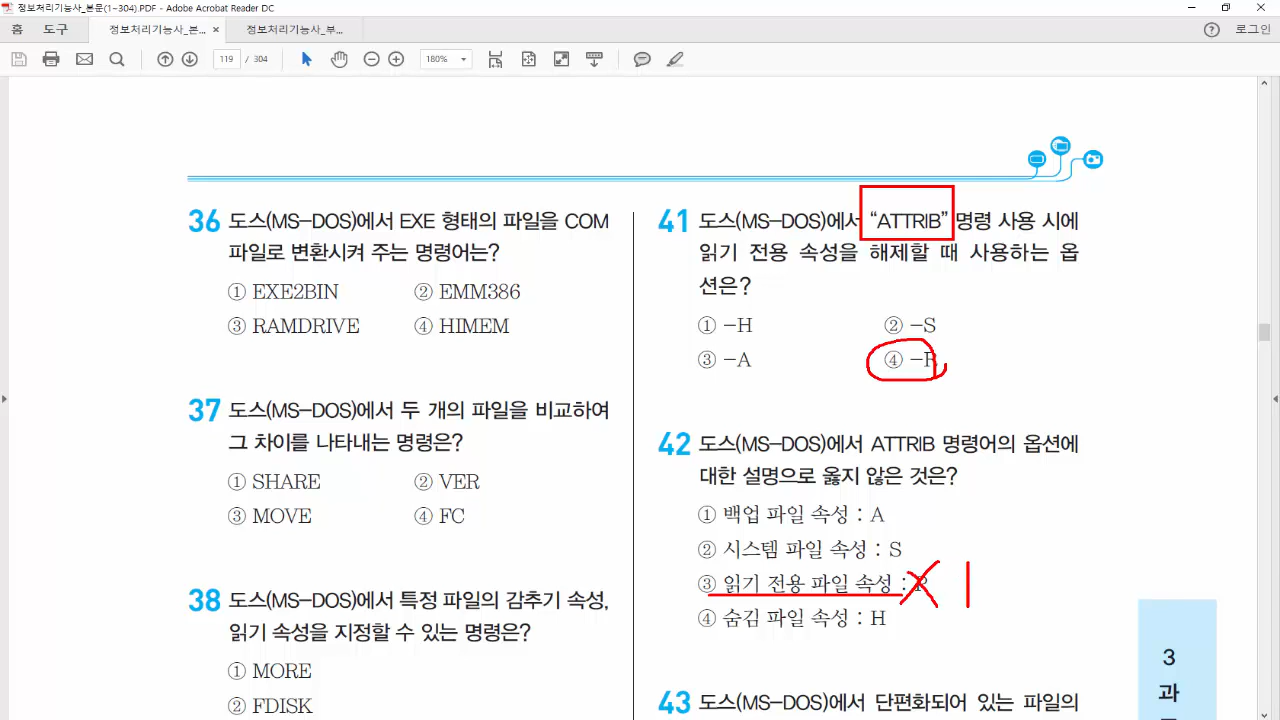 정보처리기능사_본문(1~304).PDF - Adobe Acrobat Reader DC
홈 도구 정보처리기능사_본... × 정보처리기능사_부... 로그인
119 / 304 180%
36 도스(MS-DOS)에서 EXE 형태의 파일을 COM
파일로 변환시켜 주는 명령어는?
① EXE2BIN ② EMM386
③ RAMDRIVE ④ HIMEM
37 도스(MS-DOS)에서 두 개의 파일을 비교하여
그 차이를 나타내는 명령은?
① SHARE ② VER
③ MOVE ④ FC
38 도스(MS-DOS)에서 특정 파일의 감추기 속성,
읽기 속성을 지정할 수 있는 명령은?
① MORE
② FDISK
41 도스(MS-DOS)에서 “ATTRIB” 명령 사용 시에
읽기 전용 속성을 해제할 때 사용하는 옵
션은?
① -H ② -S
③ -A ④ -R
42 도스(MS-DOS)에서 ATTRIB 명령어의 옵션에
대한 설명으로 옳지 않은 것은?
① 백업 파일 속성 : A
② 시스템 파일 속성 : S
③ 읽기 전용 파일 속성 :
④ 숨김 파일 속성 : H
43 도스(MS-DOS)에서 단편화되어 있는 파일의
3
과